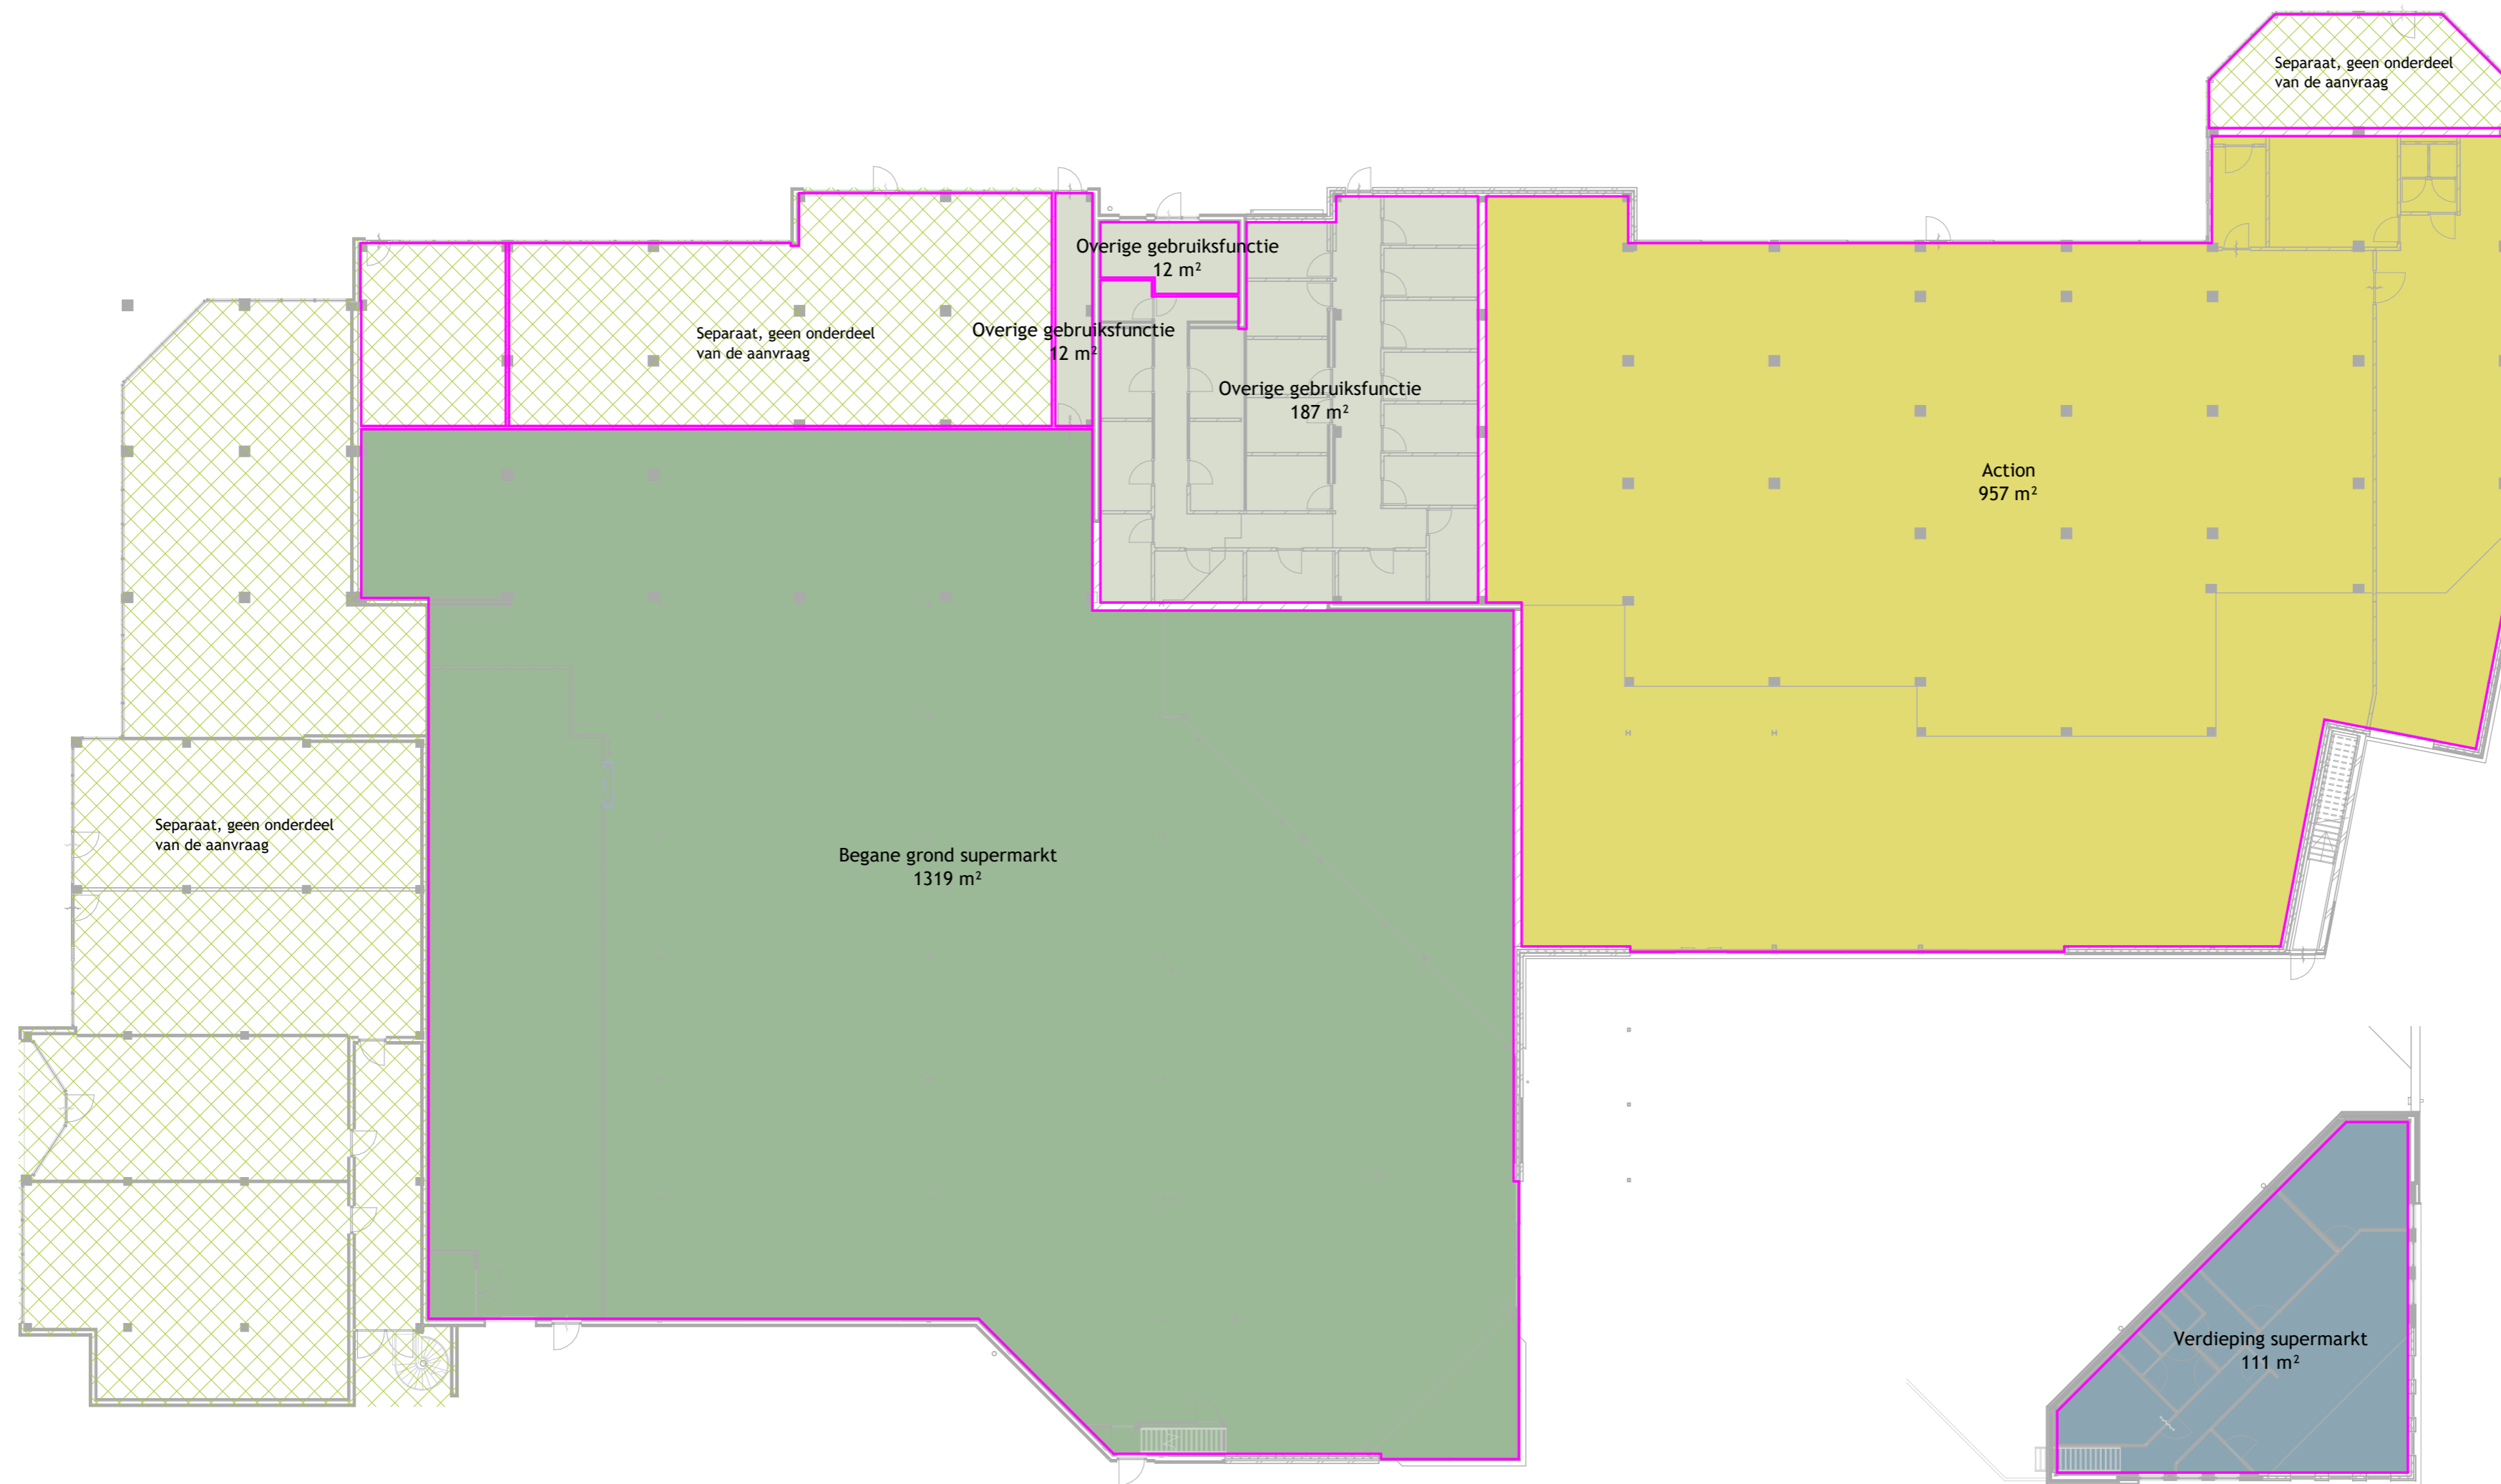 Separaat, geen onderdeel
van de aanvraag
Overige gebruiksfunctie
12 m²
Separaat, geen onderdeel
van de aanvraag
Overige gebruiksfunctie
12 m²
Overige gebruiksfunctie
187 m²
Action
957 m²
Separaat, geen onderdeel
van de aanvraag
Begane grond supermarkt
1319 m²
Verdieping supermarkt
111 m²